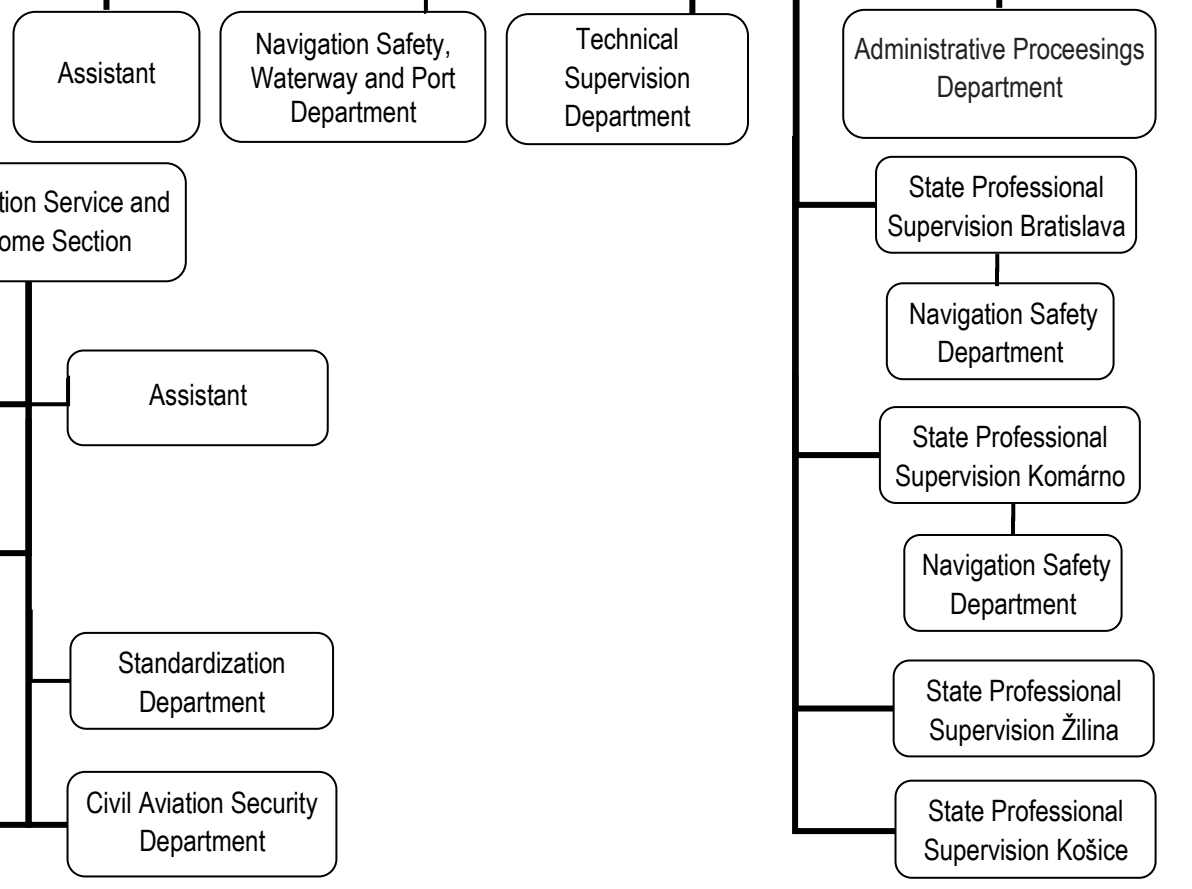 Assistant
Navigation Safety,
Waterway and Port
Department
Technical
Supervision
Department
Administrative Proceesings
Department
tion Service and
ome Section
Assistant
Standardization
Department
Civil Aviation Security
Department
State Professional
Supervision Bratislava
Navigation Safety
Department
State Professional
Supervision Komárno
Navigation Safety
Department
State Professional
Supervision Žilina
State Professional
Supervision Košice